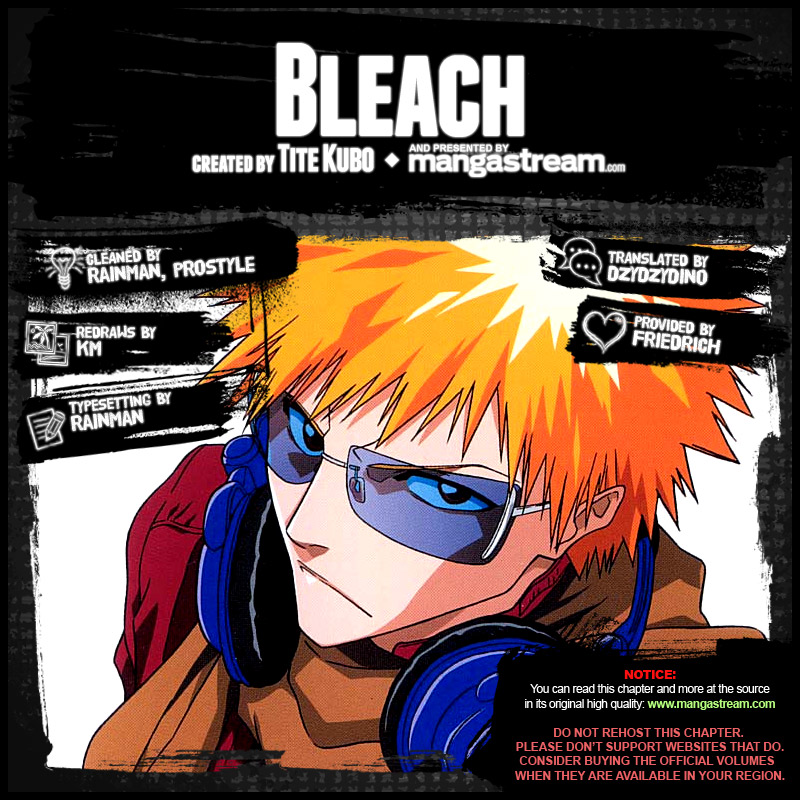 BLEACH
CREATED BY TITE KUBO ◆ AND PRESENTED BY mangastream.com
CLEANED BY
RAINMAN, PROSTYLE
REDRAWS BY
KM
TYPESETTING BY
RAINMAN
TRANSLATED BY
DZYDZYDINO
PROVIDED BY
FRIEDRICH
NOTICE:
You can read this chapter and more at the source
in its original high quality: www.mangastream.com
DO NOT REHOST THIS CHAPTER.
PLEASE DON'T SUPPORT WEBSITES THAT DO.
CONSIDER BUYING THE OFFICIAL VOLUMES
WHEN THEY ARE AVAILABLE IN YOUR REGION.